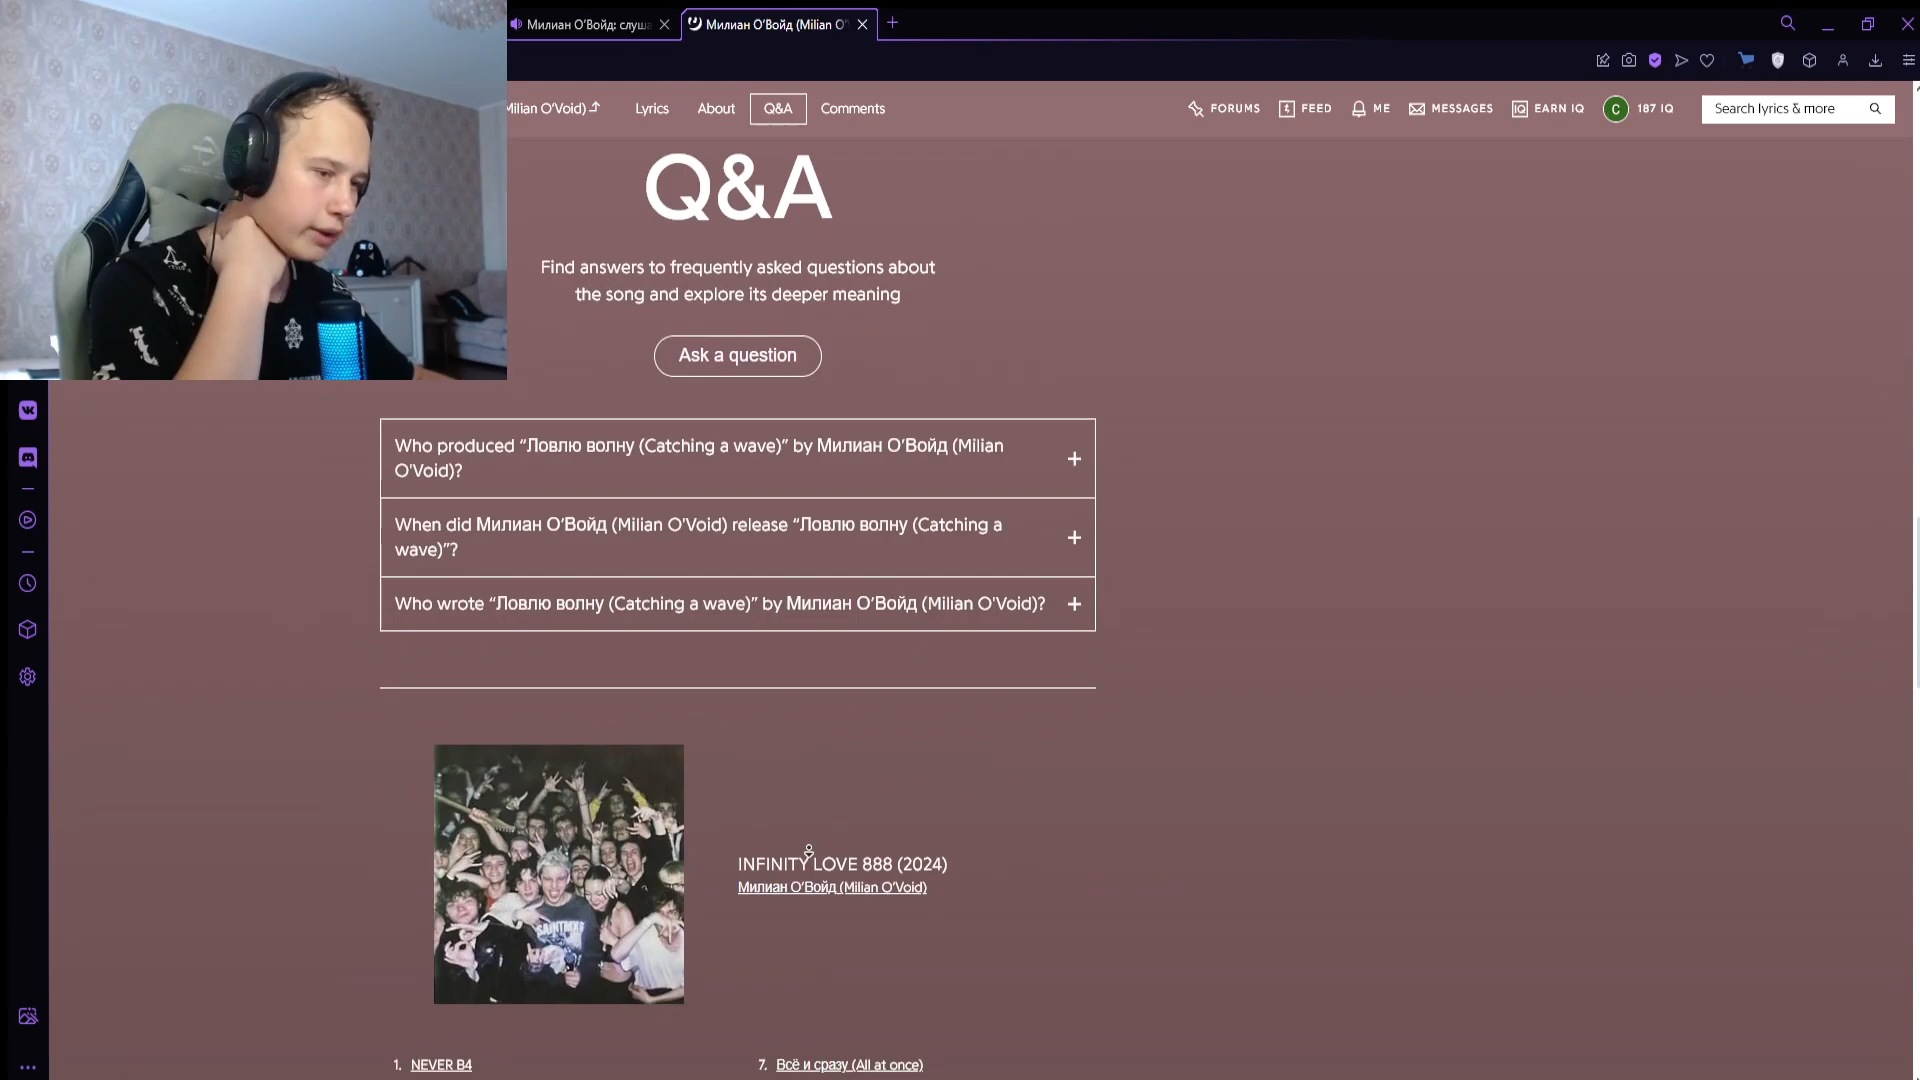 Милиан О'Войд: слуша
Милиан О'Войд (Milian O'
Milian O'Void)
Lyrics
About
Q&A
Comments
FORUMS
FEED
ME
MESSAGES
IQ EARN IQ
C 187 IQ
Search lyrics & more
Q&A
Find answers to frequently asked questions about
the song and explore its deeper meaning
Ask a question
Who produced “Ловлю волну (Catching a wave)” by Милиан О'Войд (Milian
O'Void)?
When did Милиан О'Войд (Milian O'Void) release “Ловлю волну (Catching a
wave)”?
Who wrote “Ловлю волну (Catching a wave)” by Милиан О'Войд (Milian O'Void)?
SAINTMXS
INFINITY LOVE 888 (2024)
Милиан О'Войд (Milian O'Void)
1. NEVER B4
7. Всё и сразу (All at once)